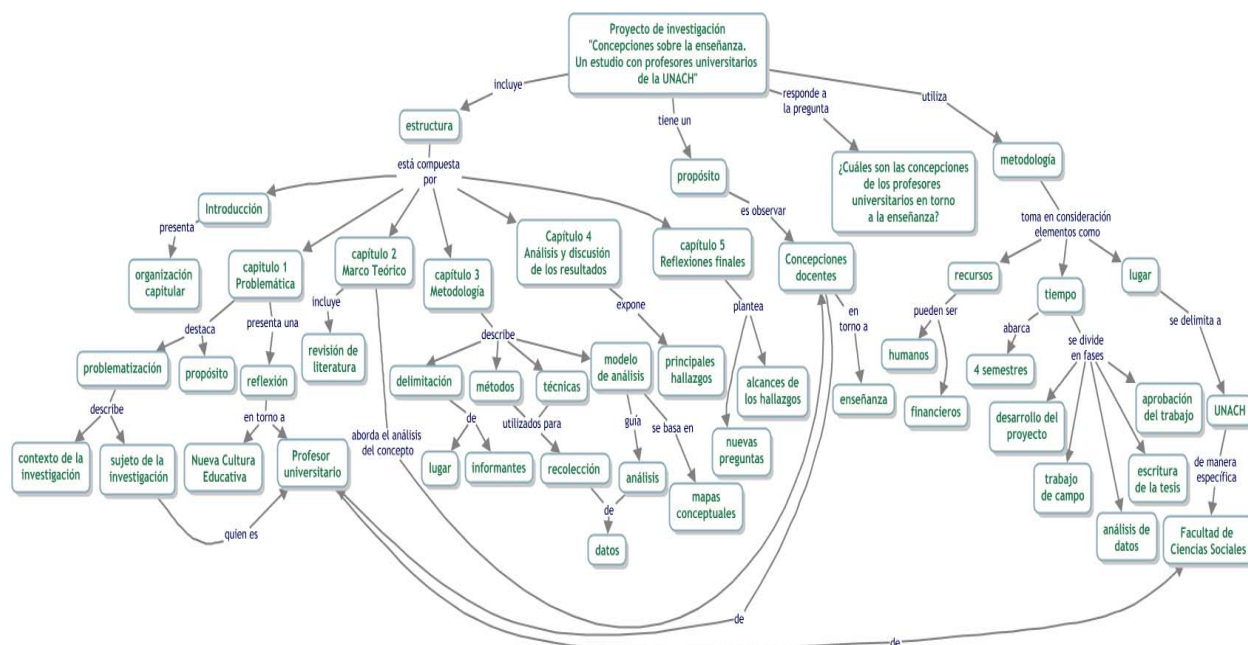 Proyecto de investigación
"Concepciones sobre la enseñanza.
Un estudio con profesores universitarios
de la UNACH"
incluye
tiene un
responde a
la pregunta
utiliza
estructura
propósito
¿Cuáles son las concepciones
de los profesores
universitarios en torno
a la enseñanza?
metodología
está compuesta
por
es observar
toma en consideración
elementos como
Introducción
presenta
organización
capitular
capitulo 1
Problemática
capítulo 2
Marco Teórico
capítulo 3
Metodología
Capítulo 4
Análisis y discusión
de los resultados
capítulo 5
Reflexiones finales
Concepciones
docentes
recursos
tiempo
lugar
destaca
presenta una
incluye
describe
expone
plantea
en
torno a
pueden ser
abarca
se divide
en fases
se delimita a
problematización
propósito
reflexión
revisión de
literatura
delimitación
métodos
técnicas
modelo
de análisis
principales
hallazgos
alcances de
los hallazgos
enseñanza
humanos
financieros
4 semestres
desarrollo del
proyecto
aprobación
del trabajo
UNACH
describe
en torno a
aborda el análisis
del concepto
de
utilizados para
guía
se basa en
nuevas
preguntas
de manera
específica
contexto de la
investigación
sujeto de la
investigación
Nueva Cultura
Educativa
Profesor
universitario
lugar
informantes
recolección
análisis
mapas
conceptuales
trabajo
de campo
escritura
de la tesis
análisis de
datos
Facultad de
Ciencias Sociales
quien es
de
datos
de
de